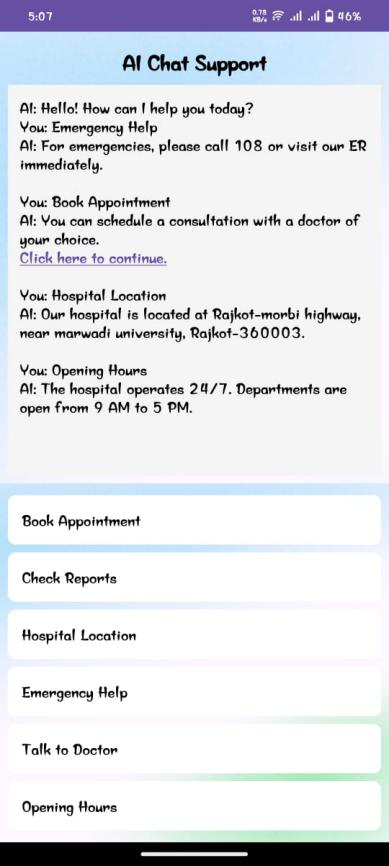 5:07
0.78
KB/s
46%
AI Chat Support
AI: Hello! How can I help you today?
You: Emergency Help
AI: For emergencies, please call 108 or visit our ER
immediately.
You: Book Appointment
AI: You can schedule a consultation with a doctor of
your choice.
Click here to continue.
You: Hospital Location
AI: Our hospital is located at Rajkot-morbi highway,
near marwadi university, Rajkot-360003.
You: Opening Hours
AI: The hospital operates 24/7. Departments are
open from 9 AM to 5 PM.
Book Appointment
Check Reports
Hospital Location
Emergency Help
Talk to Doctor
Opening Hours